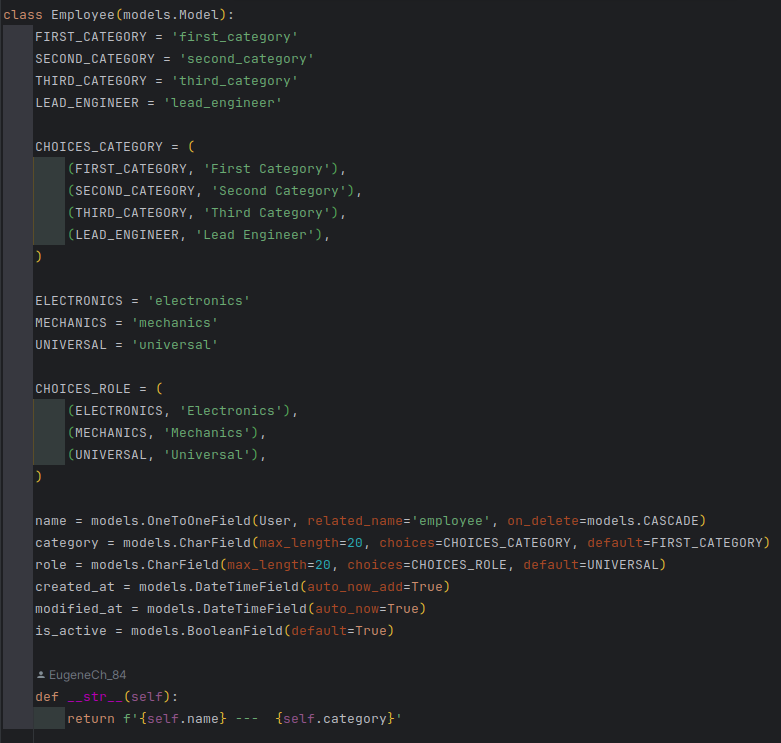 class Employee(models.Model):
    FIRST_CATEGORY = 'first_category'
    SECOND_CATEGORY = 'second_category'
    THIRD_CATEGORY = 'third_category'
    LEAD_ENGINEER = 'lead_engineer'

    CHOICES_CATEGORY = (
        (FIRST_CATEGORY, 'First Category'),
        (SECOND_CATEGORY, 'Second Category'),
        (THIRD_CATEGORY, 'Third Category'),
        (LEAD_ENGINEER, 'Lead Engineer'),
    )

    ELECTRONICS = 'electronics'
    MECHANICS = 'mechanics'
    UNIVERSAL = 'universal'

    CHOICES_ROLE = (
        (ELECTRONICS, 'Electronics'),
        (MECHANICS, 'Mechanics'),
        (UNIVERSAL, 'Universal'),
    )

    name = models.OneToOneField(User, related_name='employee', on_delete=models.CASCADE)
    category = models.CharField(max_length=20, choices=CHOICES_CATEGORY, default=FIRST_CATEGORY)
    role = models.CharField(max_length=20, choices=CHOICES_ROLE, default=UNIVERSAL)
    created_at = models.DateTimeField(auto_now_add=True)
    modified_at = models.DateTimeField(auto_now=True)
    is_active = models.BooleanField(default=True)

    EugeneCh_84
    def __str__(self):
        return f'{self.name} ---  {self.category}'